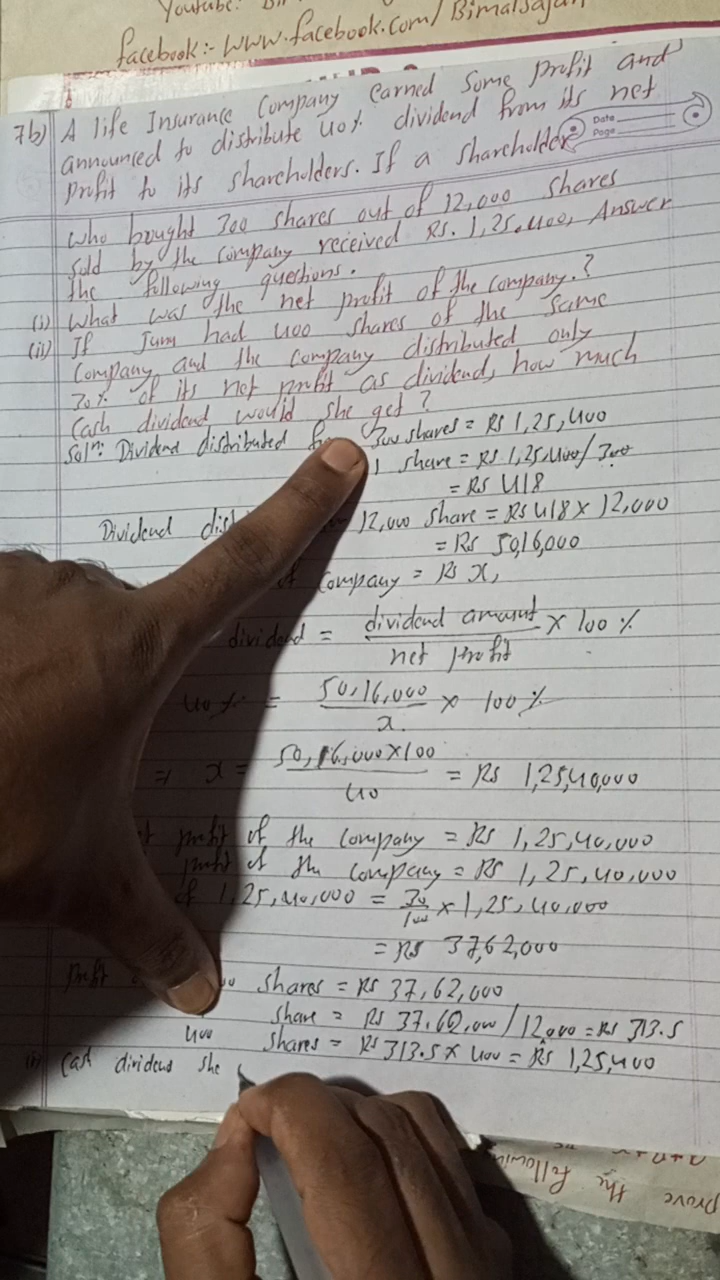 Youtube:
facebook:- www.facebook.com/Bimalsajan
7b) A life Insurance Company earned some profit and
announced to distribute 40% dividend from its net
profit to its shareholders. If a shareholder
Date
Page
who bought 300 shares out of 12,000 shares
sold by the company received Rs. 1,25,400, Answer
the following questions.
(i) What was the net profit of the company.?
(ii) If Jum had 400 shares of the same
company and the company distributed only
30% of its net profit as dividend, how much
cash dividend would she get?
Solⁿ: Dividend distributed 300 shares = Rs 1,25,400
1 share = Rs 1,25,400/300
= Rs 418
Dividend 12,000 share = Rs 418 × 12,000
= Rs 50,16,000
of company = Rs x,
dividend = dividend amount/net profit × 100%
40% = 50,16,000/x × 100%
⇒ x = 50,16,000×100/40 = Rs 1,25,40,000
profit of the company = Rs 1,25,40,000
profit of the company = Rs 1,25,40,000
of 1,25,40,000 = 30/100 × 1,25,40,000
= Rs 37,62,000
profit shares = Rs 37,62,000
share = Rs 37,62,000/12,000 = Rs 313.5
400 shares = Rs 313.5 × 400 = Rs 1,25,400
(ii) Cash dividend she
prove the following